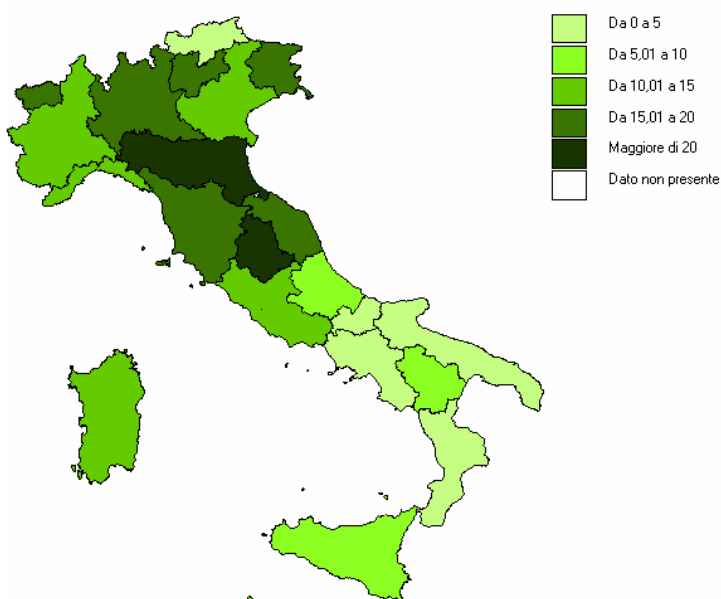 Da 0 a 5
Da 5,01 a 10
Da 10,01 a 15
Da 15,01 a 20
Maggiore di 20
Dato non presente